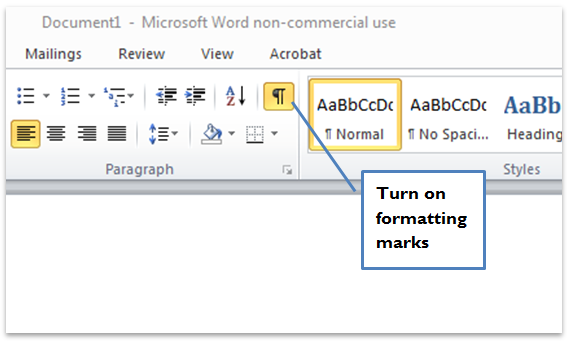 Document1 - Microsoft Word non-commercial use
Mailings Review View Acrobat
AaBbCcDc AaBbCcDc AaBb
¶ Normal ¶ No Spaci... Heading
Paragraph Styles
Turn on
formatting
marks